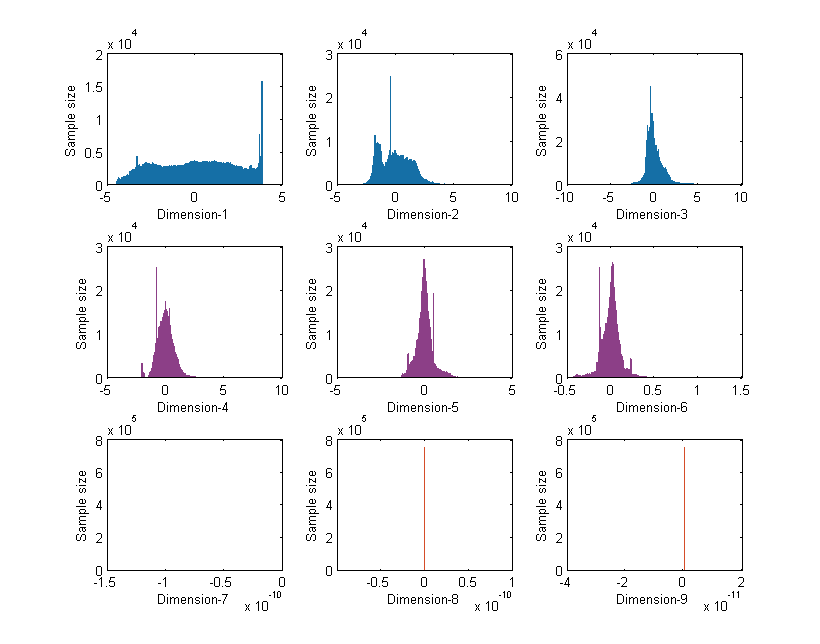 x 10^4
2
1.5
1
0.5
0
Sample size
-5 0 5
Dimension-1
x 10^4
3
2
1
0
Sample size
-5 0 5 10
Dimension-2
x 10^4
6
4
2
0
Sample size
-10 -5 0 5 10
Dimension-3
x 10^4
3
2
1
0
Sample size
-5 0 5 10
Dimension-4
x 10^4
3
2
1
0
Sample size
-5 0 5
Dimension-5
x 10^4
3
2
1
0
Sample size
-0.5 0 0.5 1 1.5
Dimension-6
x 10^5
8
6
4
2
0
Sample size
-1.5 -1 -0.5 0
Dimension-7
x 10^-10
x 10^5
8
6
4
2
0
Sample size
-0.5 0 0.5 1
Dimension-8
x 10^-10
x 10^5
8
6
4
2
0
Sample size
-4 -2 0 2
Dimension-9
x 10^-11